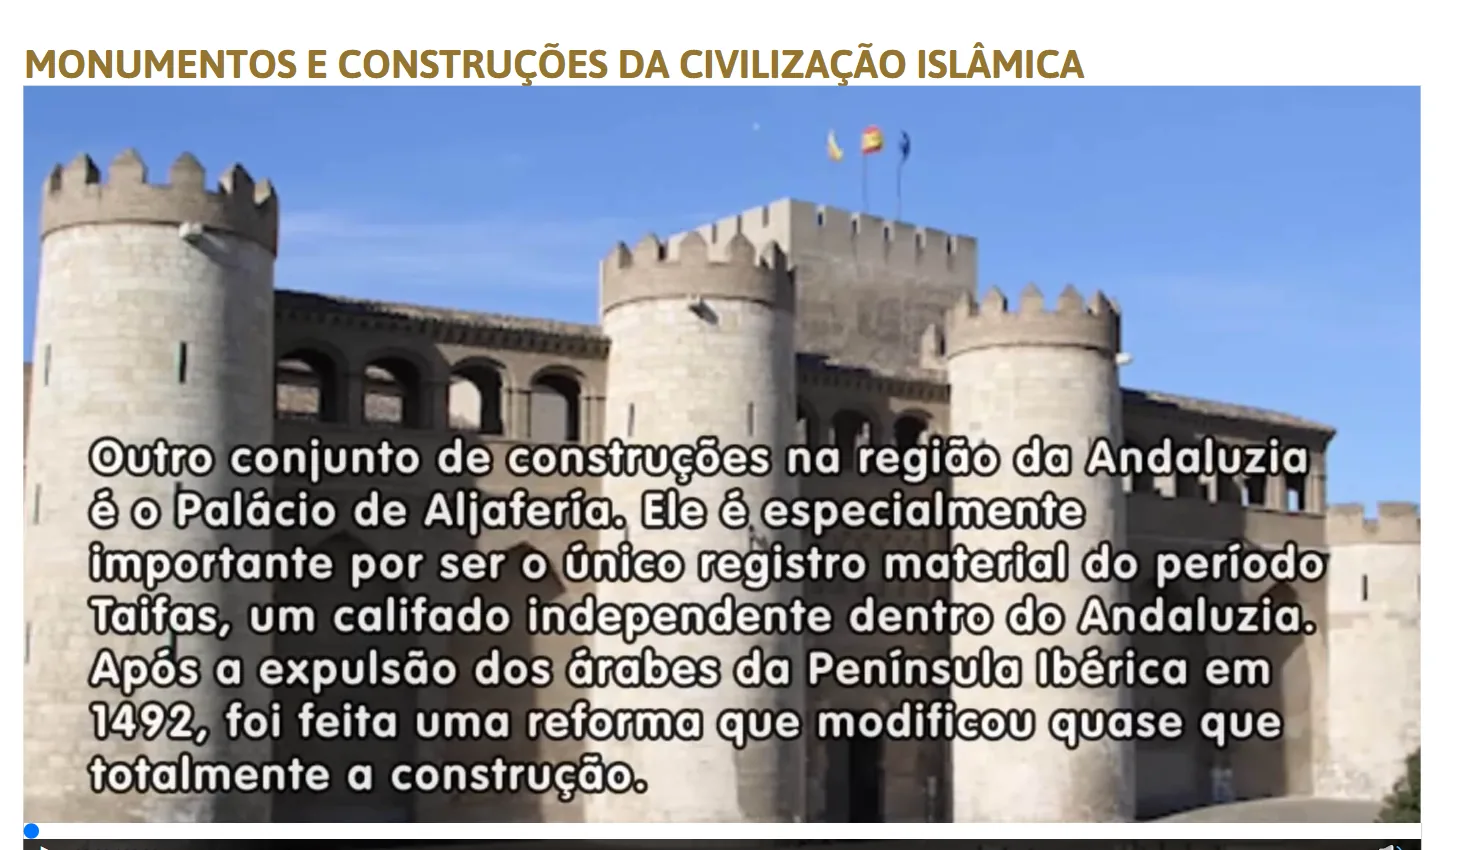 MONUMENTOS E CONSTRUÇÕES DA CIVILIZAÇÃO ISLÂMICA
Outro conjunto de construções na região da Andaluzia
é o Palácio de Aljafería. Ele é especialmente
importante por ser o único registro material do período
Taifas, um califado independente dentro do Andaluzia.
Após a expulsão dos árabes da Península Ibérica em
1492, foi feita uma reforma que modificou quase que
totalmente a construção.